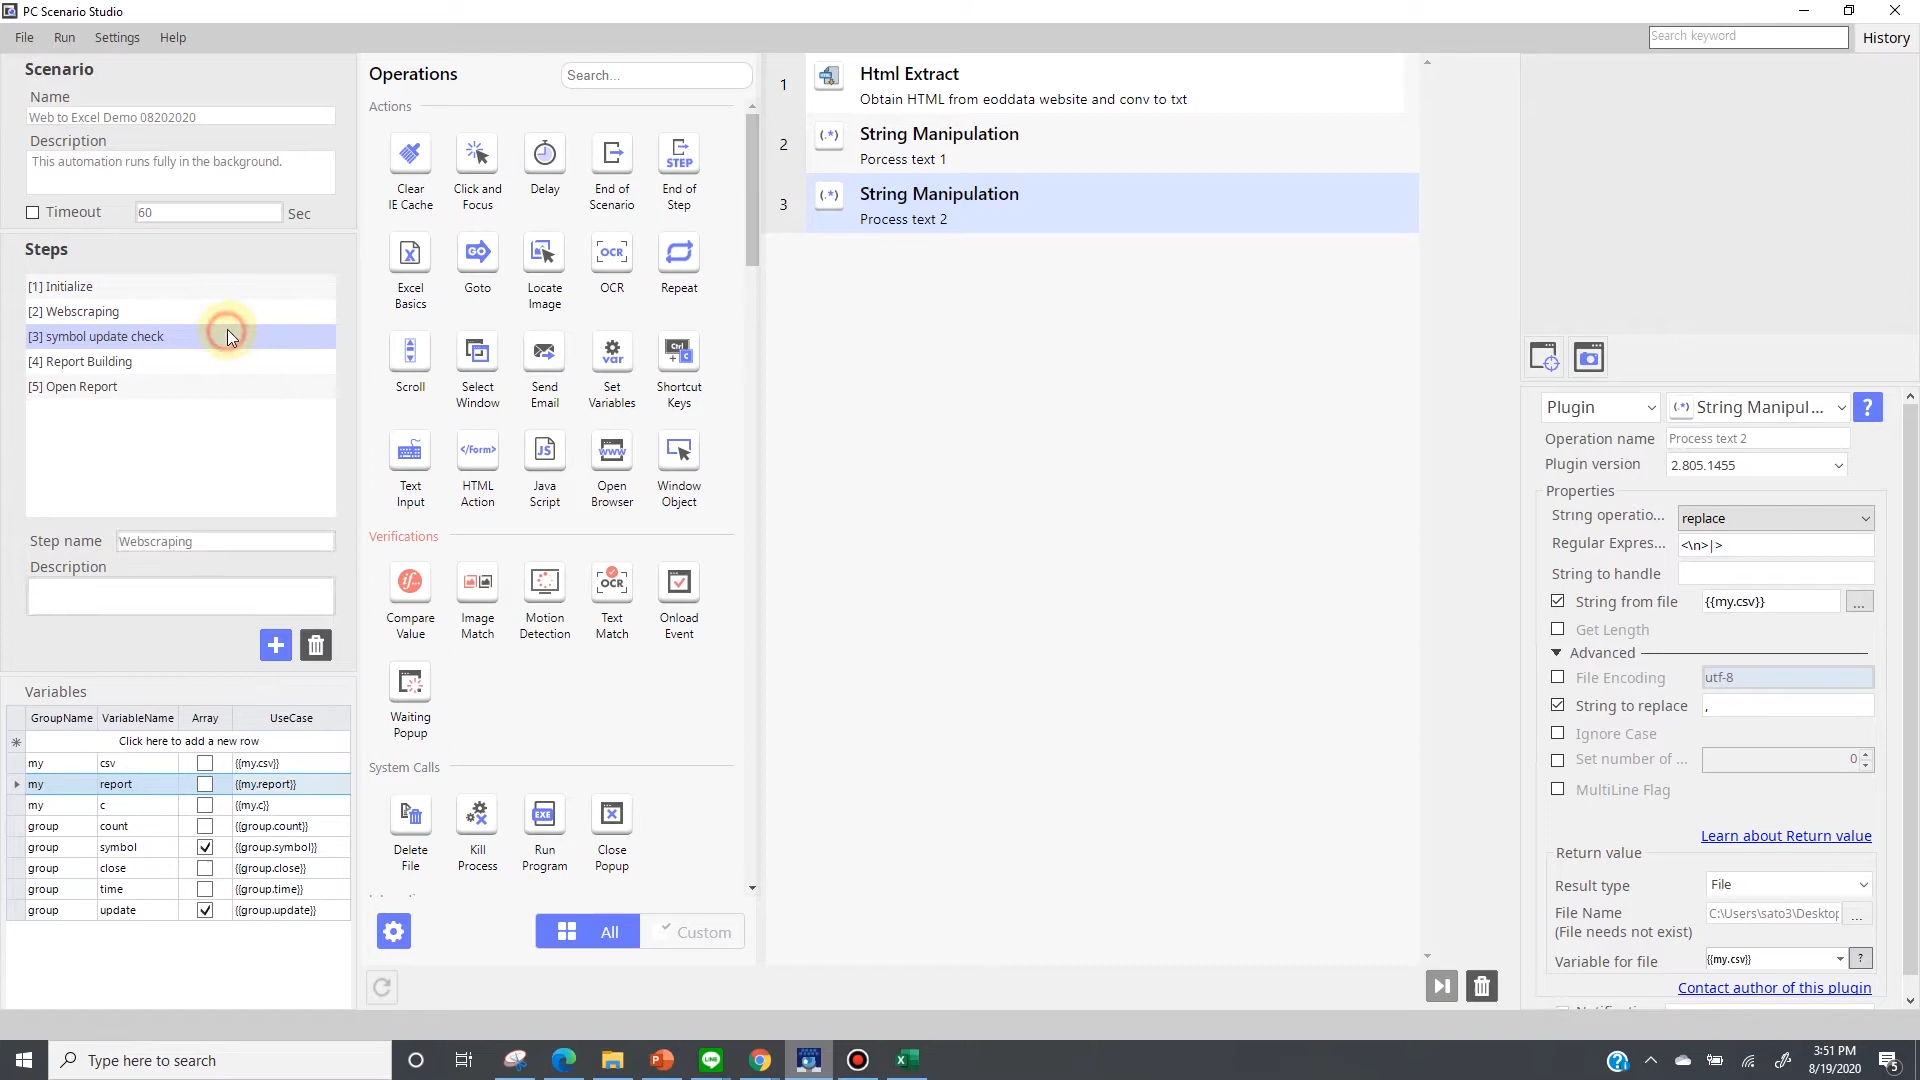 PC Scenario Studio
File Run Settings Help
Search keyword
History
Scenario
Name
Web to Excel Demo 08202020
Description
This automation runs fully in the background.
Timeout 60 Sec
Steps
[1] Initialize
[2] Webscraping
[3] symbol update check
[4] Report Building
[5] Open Report
Step name Webscraping
Description
Variables
GroupName VariableName Array UseCase
Click here to add a new row
my csv {{my.csv}}
my report {{my.report}}
my c {{my.c}}
group count {{group.count}}
group symbol {{group.symbol}}
group close {{group.close}}
group time {{group.time}}
group update {{group.update}}
Operations
Search...
Actions
Clear IE Cache
Click and Focus
Delay
End of Scenario
STEP
End of Step
Excel Basics
GO
Goto
Locate Image
OCR
OCR
Repeat
Scroll
Select Window
Send Email
var
Set Variables
Ctrl + C
Shortcut Keys
Text Input
</Form>
HTML Action
JS
Java Script
www
Open Browser
Window Object
Verifications
if...
Compare Value
Image Match
Motion Detection
OCR
Text Match
Onload Event
Waiting Popup
System Calls
Delete File
Kill Process
EXE
Run Program
Close Popup
All
Custom
1 Html Extract
Obtain HTML from eoddata website and conv to txt
2 (.*) String Manipulation
Porcess text 1
3 (.*) String Manipulation
Process text 2
Plugin (.*) String Manipul ... ?
Operation name Process text 2
Plugin version 2.805.1455
Properties
String operatio... replace
Regular Expres... <\n>|>
String to handle
String from file {{my.csv}} ...
Get Length
Advanced
File Encoding utf-8
String to replace ,
Ignore Case
Set number of ... 0
MultiLine Flag
Learn about Return value
Return value
Result type File
File Name C:\Users\sato3\Desktop ...
(File needs not exist)
Variable for file {{my.csv}} ?
Contact author of this plugin
Type here to search
3:51 PM
8/19/2020
5